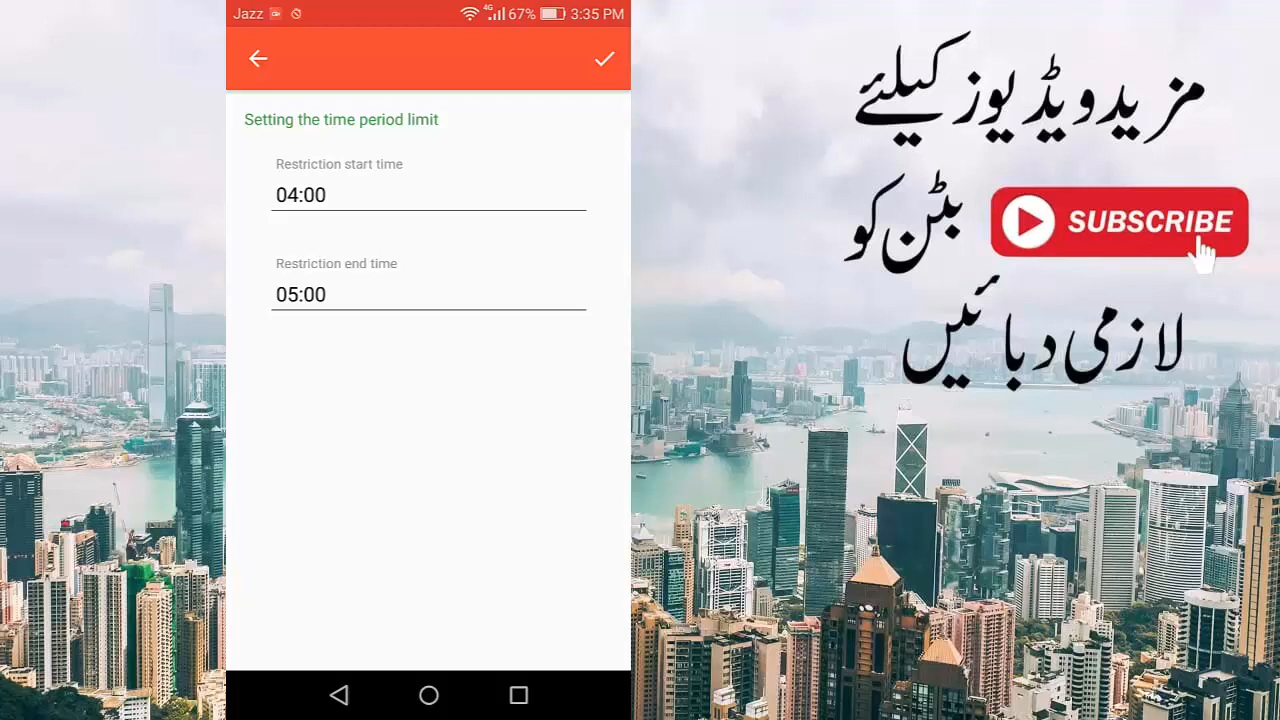 Jazz 4G 67% 3:35 PM
Setting the time period limit
Restriction start time
04:00
Restriction end time
05:00
مزید ویڈیوز کیلئے
SUBSCRIBE بٹن کو
لازمی دبائیں